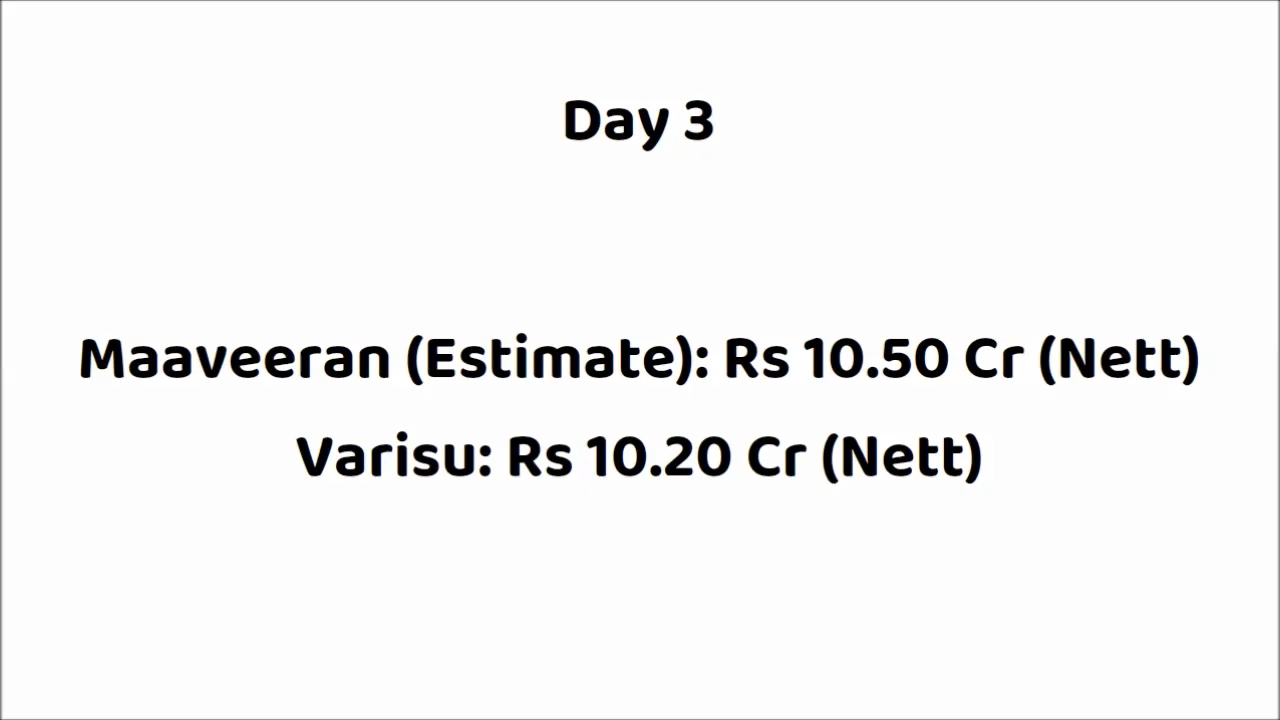 Day 3
Maaveeran (Estimate): Rs 10.50 Cr (Nett)
Varisu: Rs 10.20 Cr (Nett)